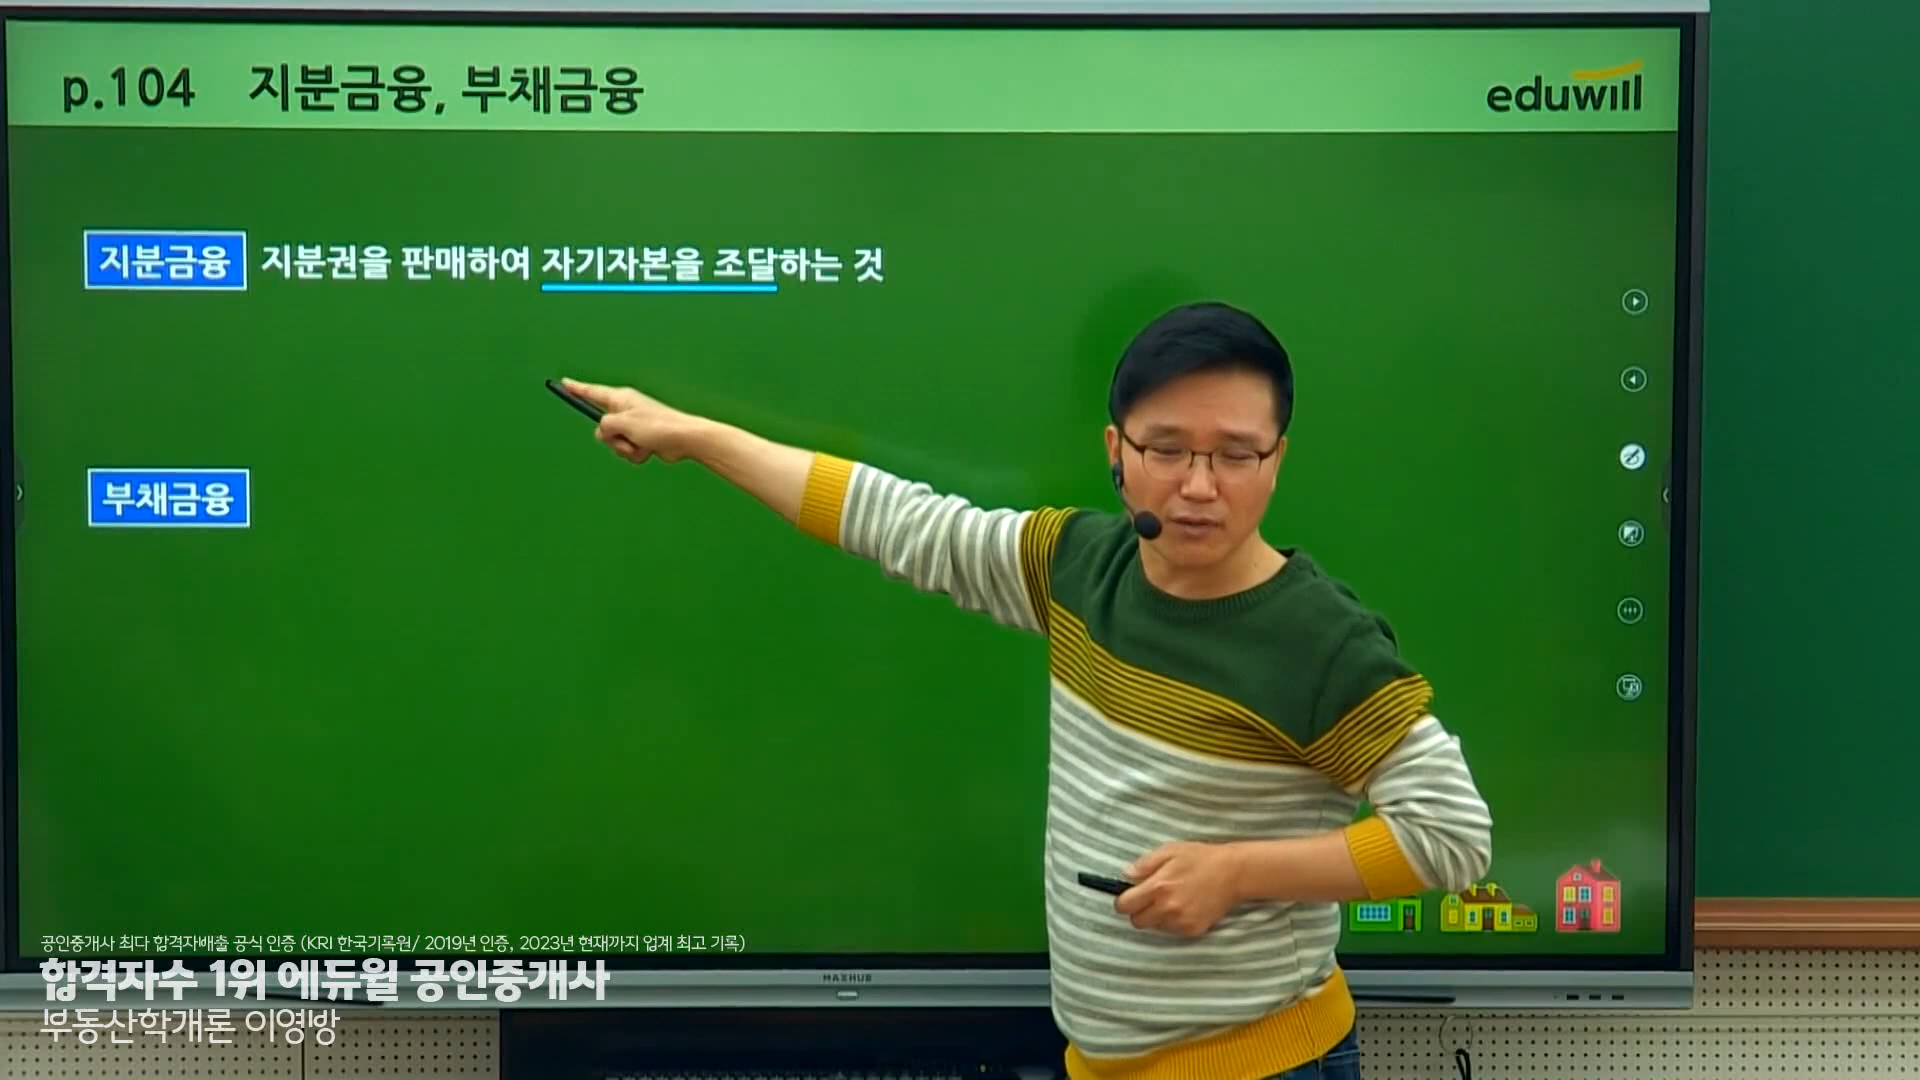 p.104 지분금융, 부채금융
eduwill
지분금융 지분권을 판매하여 자기자본을 조달하는 것
부채금융
공인중개사 최다 합격자배출 공식 인증 (KRI 한국기록원/ 2019년 인증, 2023년 현재까지 업계 최고 기록)
합격자수 1위 에듀윌 공인중개사
부동산학개론 이영방
MAXHUB